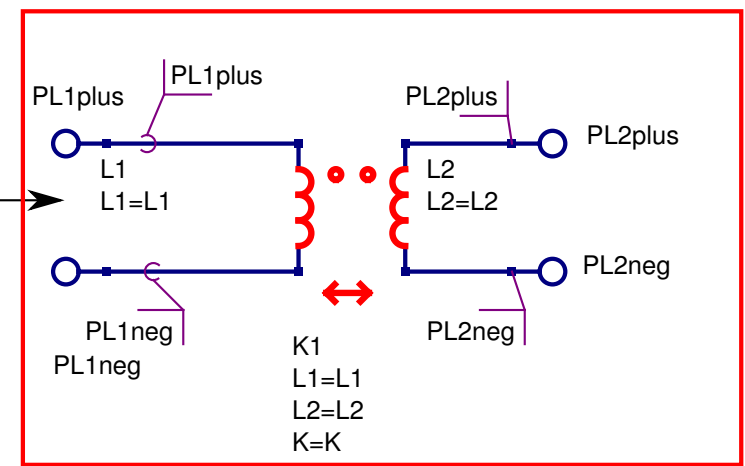 PL1plus
PL1plus
PL2plus
PL2plus
L1
L1=L1
L2
L2=L2
PL2neg
PL1neg
PL2neg
PL1neg
K1
L1=L1
L2=L2
K=K